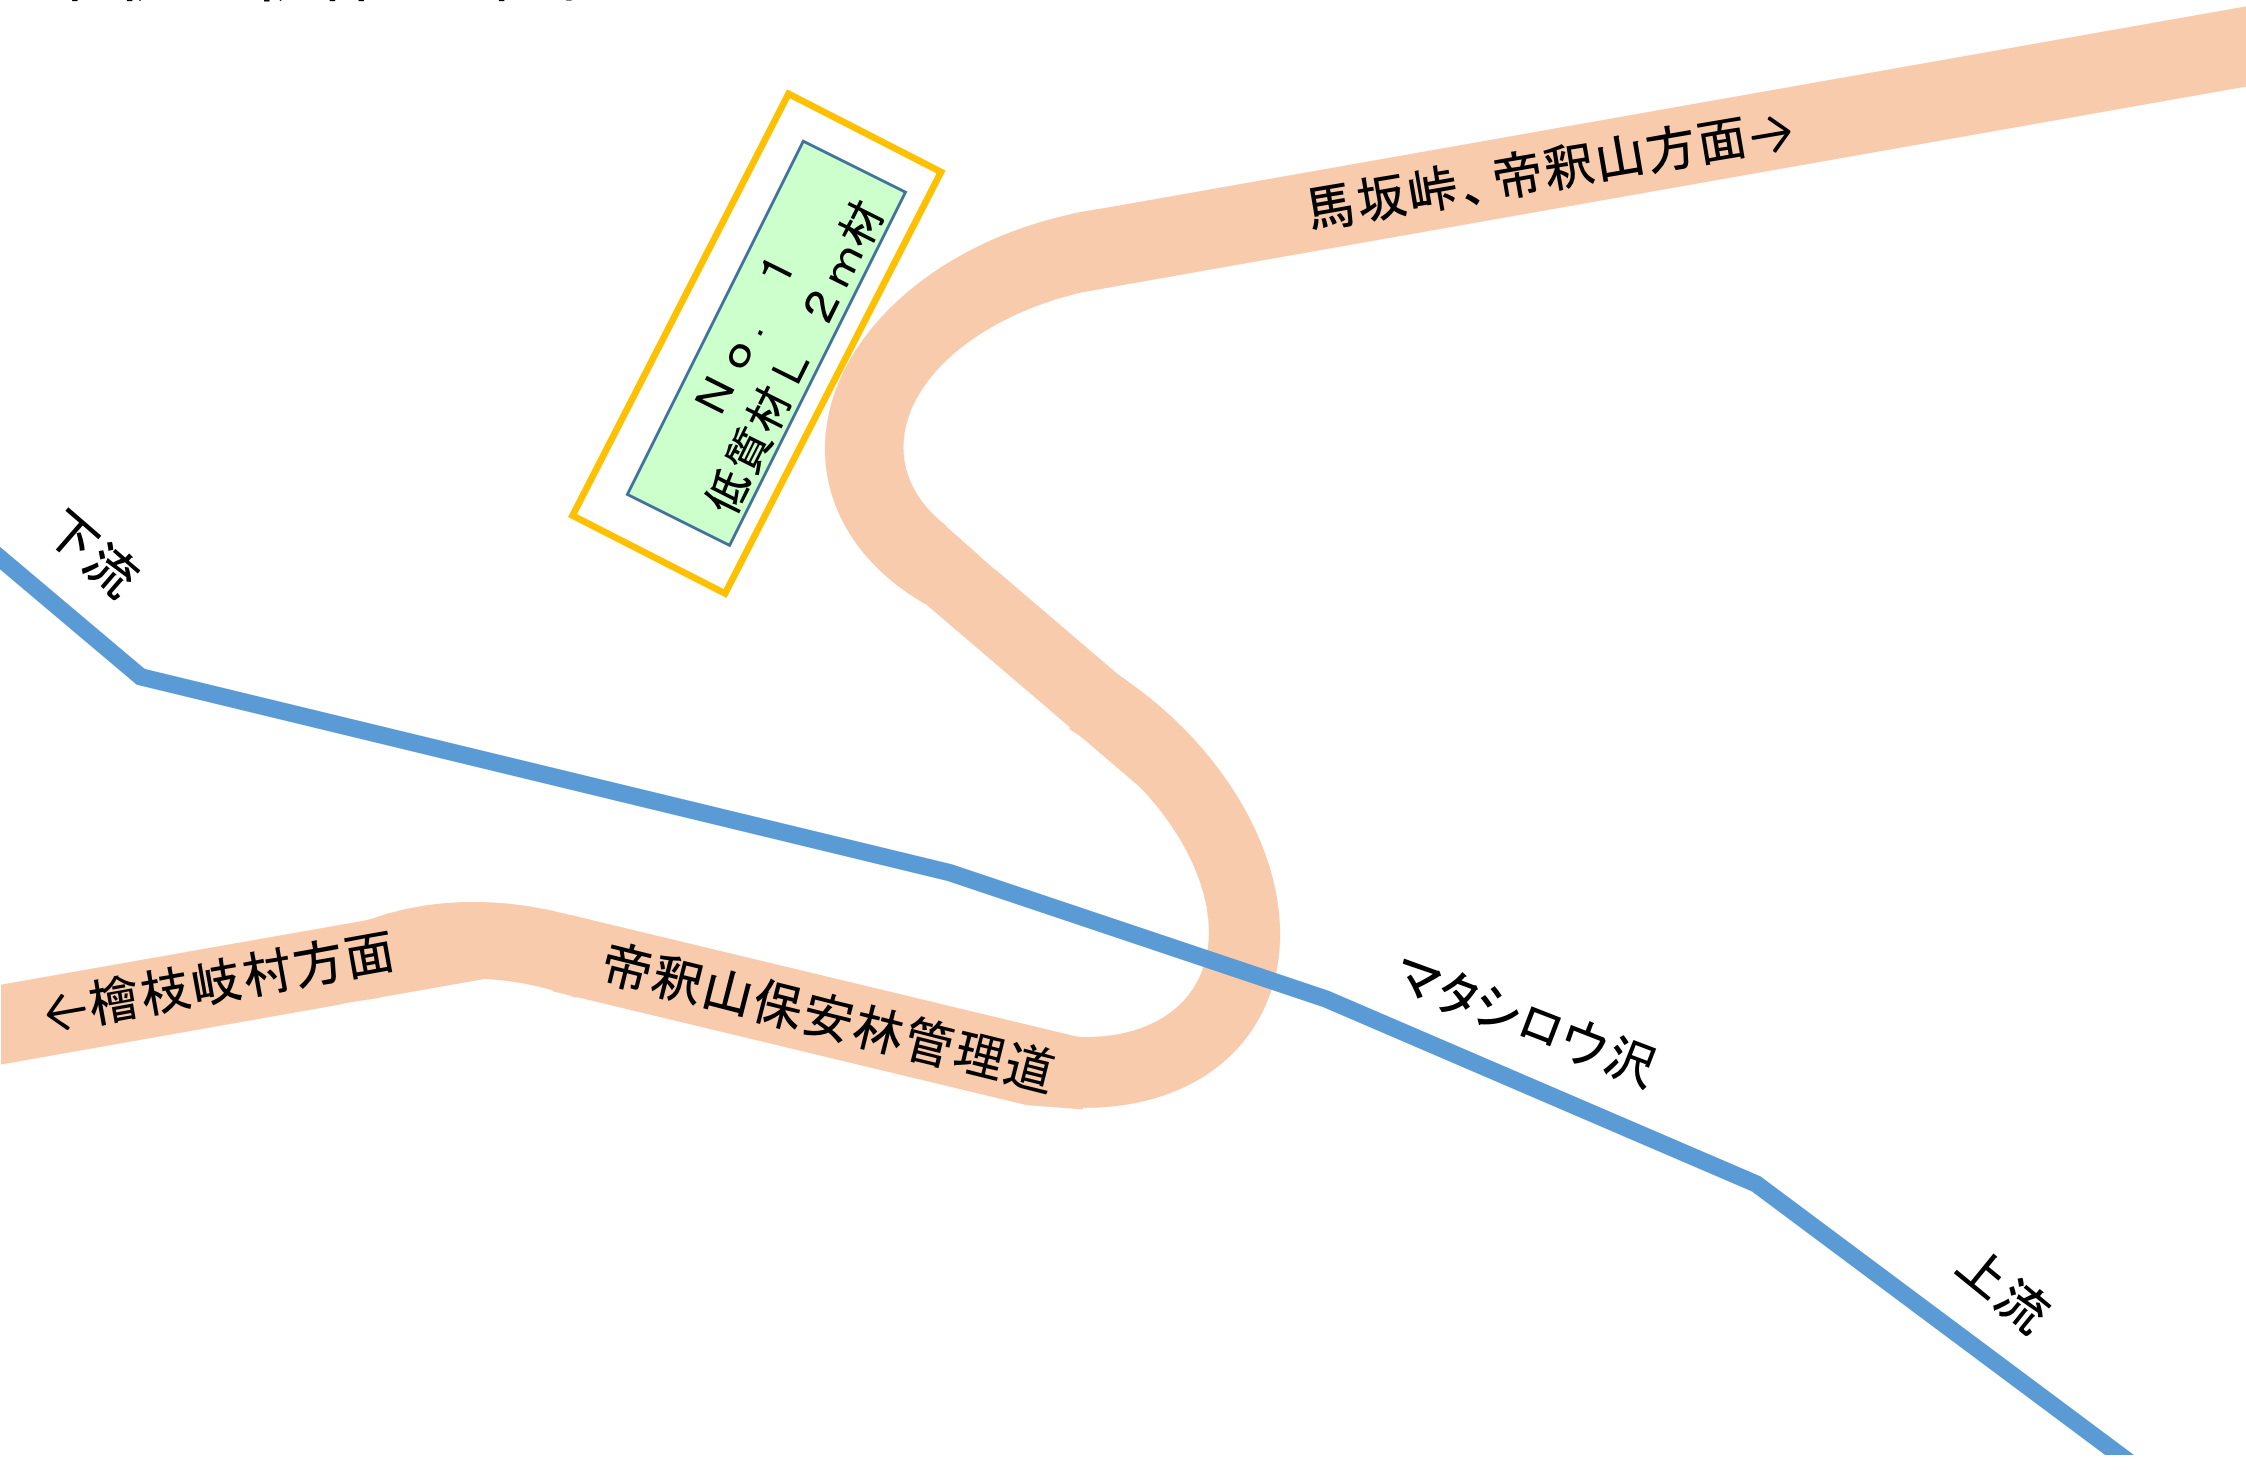 馬坂峠、帝釈山方面→
No. 1
低質材L 2m材
下流
←檜枝岐村方面
帝釈山保安林管理道
マタシロウ沢
上流